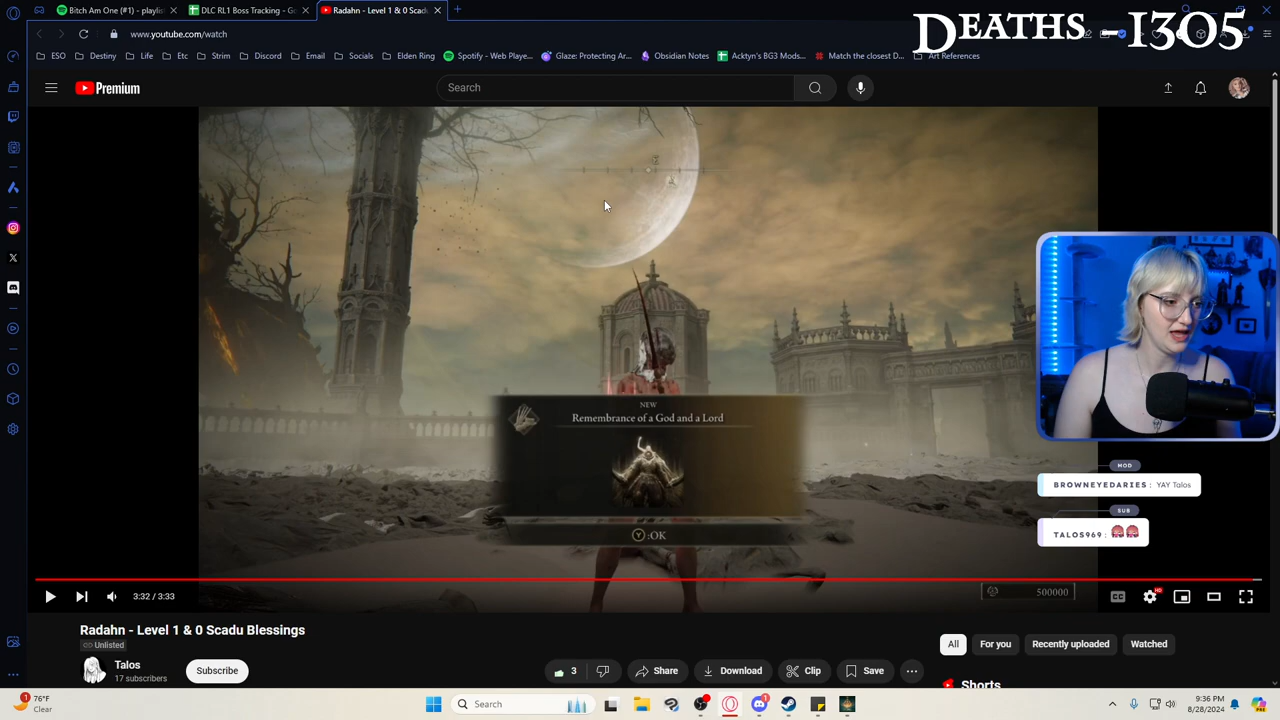 Bitch Am One (#1) - playlis
DLC RL1 Boss Tracking - Go
Radahn - Level 1 & 0 Scadu
DEATHS - 1305
www.youtube.com/watch
ESO
Destiny
Life
Etc
Strim
Discord
Email
Socials
Elden Ring
Spotify - Web Playe...
Glaze: Protecting Ar...
Obsidian Notes
Acktyn's BG3 Mods...
Match the closest D...
Art References
Premium
Search
NEW
Remembrance of a God and a Lord
Y:OK
500000
MOD
BROWNEYEDARIES : YAY Talos
SUB
TALOS969 :
3:32 / 3:33
CC
HD
Radahn - Level 1 & 0 Scadu Blessings
Unlisted
Talos
17 subscribers
Subscribe
3
Share
Download
Clip
Save
All
For you
Recently uploaded
Watched
Shorts
1
76°F
Clear
Search
1
9:36 PM
8/28/2024